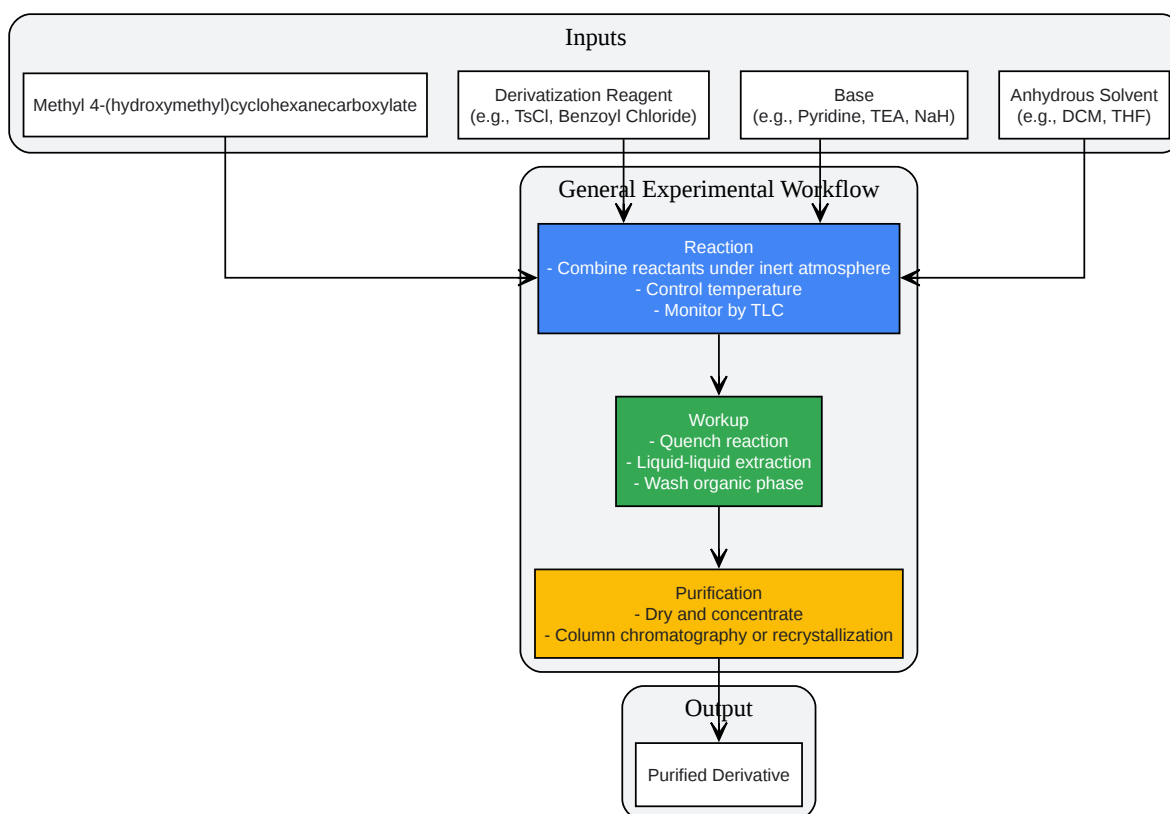 Inputs
Methyl 4-(hydroxymethyl)cyclohexanecarboxylate
Derivatization Reagent
(e.g., TsCl, Benzoyl Chloride)
Base
(e.g., Pyridine, TEA, NaH)
Anhydrous Solvent
(e.g., DCM, THF)
General Experimental Workflow
Reaction
- Combine reactants under inert atmosphere
- Control temperature
- Monitor by TLC
Workup
- Quench reaction
- Liquid-liquid extraction
- Wash organic phase
Purification
- Dry and concentrate
- Column chromatography or recrystallization
Output
Purified Derivative